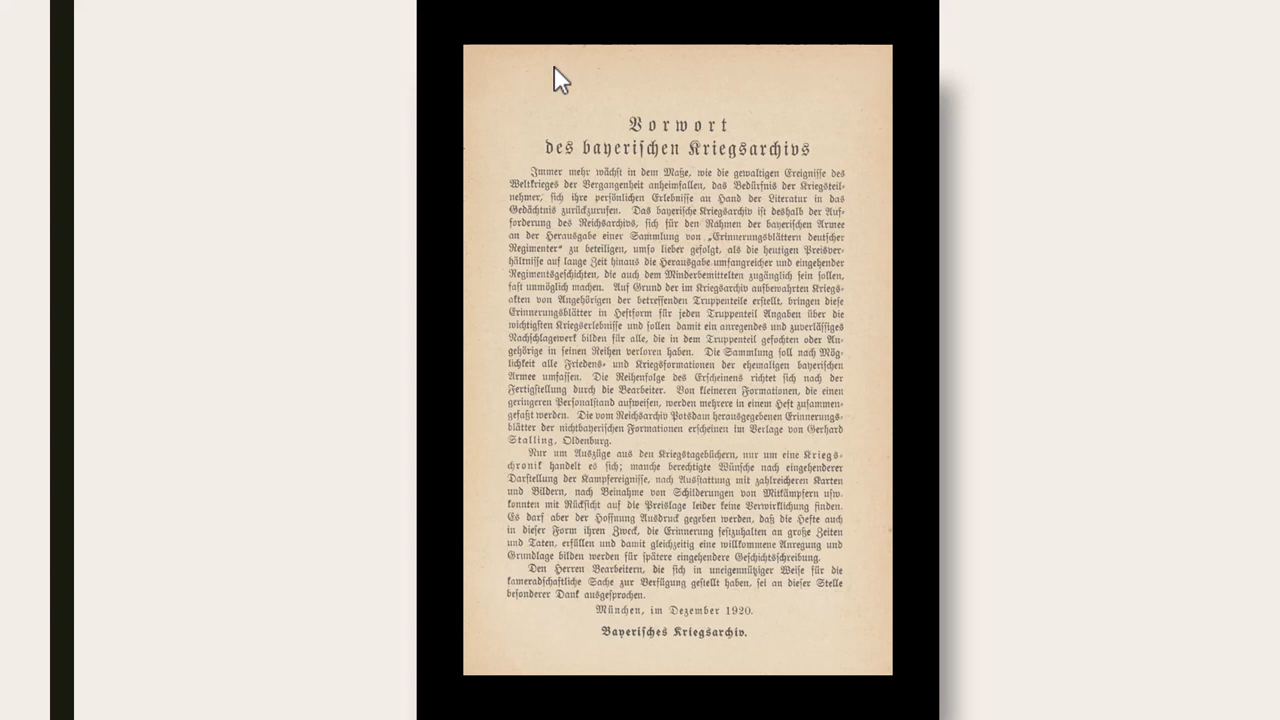 Vorwort
des bayerischen Kriegsarchivs
Immer mehr wächst in dem Maße, wie die gewaltigen Ereignisse des
Weltkrieges der Vergangenheit anheimfallen, das Bedürfnis der Kriegsteil-
nehmer, sich ihre persönlichen Erlebnisse an Hand der Literatur in das
Gedächtnis zurückzurufen. Das bayerische Kriegsarchiv ist deshalb der Auf-
forderung des Reichsarchivs, sich für den Rahmen der bayerischen Armee
an der Herausgabe einer Sammlung von „Erinnerungsblättern deutscher
Regimenter“ zu beteiligen, umso lieber gefolgt, als die heutigen Preisver-
hältnisse auf lange Zeit hinaus die Herausgabe umfangreicher und eingehender
Regimentsgeschichten, die auch dem Minderbemittelten zugänglich sein sollen,
fast unmöglich machen. Auf Grund der im Kriegsarchiv aufbewahrten Kriegs-
akten von Angehörigen der betreffenden Truppenteile erstellt, bringen diese
Erinnerungsblätter in Heftform für jeden Truppenteil Angaben über die
wichtigsten Kriegserlebnisse und sollen damit ein anregendes und zuverlässiges
Nachschlagewerk bilden für alle, die in dem Truppenteil gefochten oder An-
gehörige in seinen Reihen verloren haben. Die Sammlung soll nach Mög-
lichkeit alle Friedens- und Kriegsformationen der ehemaligen bayerischen
Armee umfassen. Die Reihenfolge des Erscheinens richtet sich nach der
Fertigstellung durch die Bearbeiter. Von kleineren Formationen, die einen
geringeren Personalstand aufweisen, werden mehrere in einem Heft zusammen-
gefaßt werden. Die vom Reichsarchiv Potsdam herausgegebenen Erinnerungs-
blätter der nichtbayerischen Formationen erscheinen im Verlage von Gerhard
Stalling, Oldenburg.
Nur um Auszüge aus den Kriegstagebüchern, nur um eine Kriegs-
chronik handelt es sich; manche berechtigte Wünsche nach eingehenderer
Darstellung der Kampfereignisse, nach Ausstattung mit zahlreicheren Karten
und Bildern, nach Beinahme von Schilderungen von Mitkämpfern usw.
konnten mit Rücksicht auf die Preislage leider keine Verwirklichung finden.
Es darf aber der Hoffnung Ausdruck gegeben werden, daß die Hefte auch
in dieser Form ihren Zweck, die Erinnerung festzuhalten an große Zeiten
und Taten, erfüllen und damit gleichzeitig eine willkommene Anregung und
Grundlage bilden werden für spätere eingehendere Geschichtsschreibung.
Den Herren Bearbeitern, die sich in uneigennütziger Weise für die
kameradschaftliche Sache zur Verfügung gestellt haben, sei an dieser Stelle
besonderer Dank ausgesprochen.
München, im Dezember 1920.
Bayerisches Kriegsarchiv.